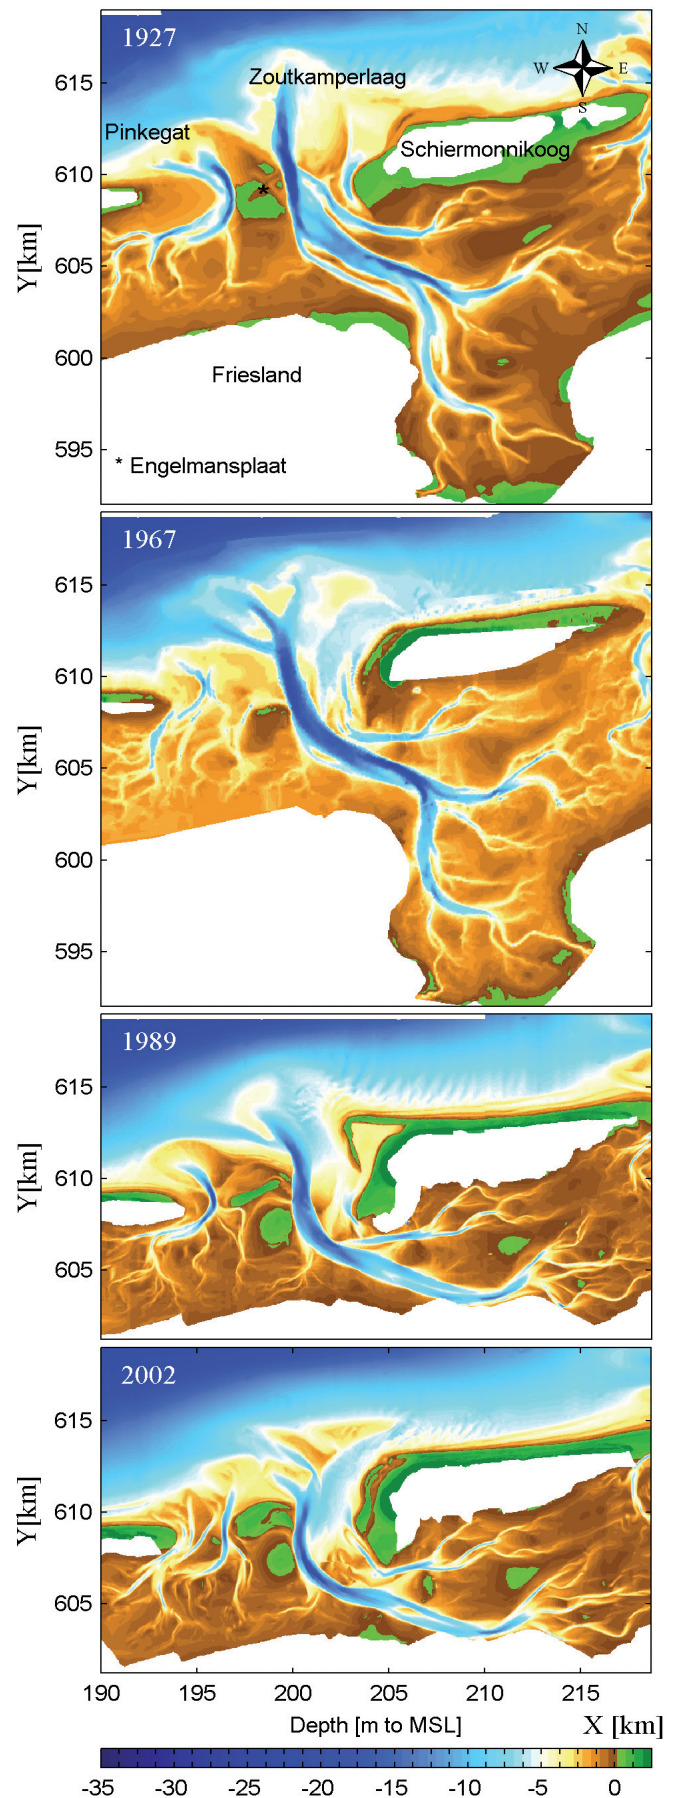 1927
N
W E
S
Zoutkamperlaag
Pinkegat
Schiermonnikoog
Friesland
* Engelmansplaat
*
615
610
605
600
595
Y[km]
1967
615
610
605
600
595
Y[km]
1989
615
610
605
Y[km]
2002
615
610
605
Y[km]
190 195 200 205 210 215
Depth [m to MSL] X [km]
-35 -30 -25 -20 -15 -10 -5 0